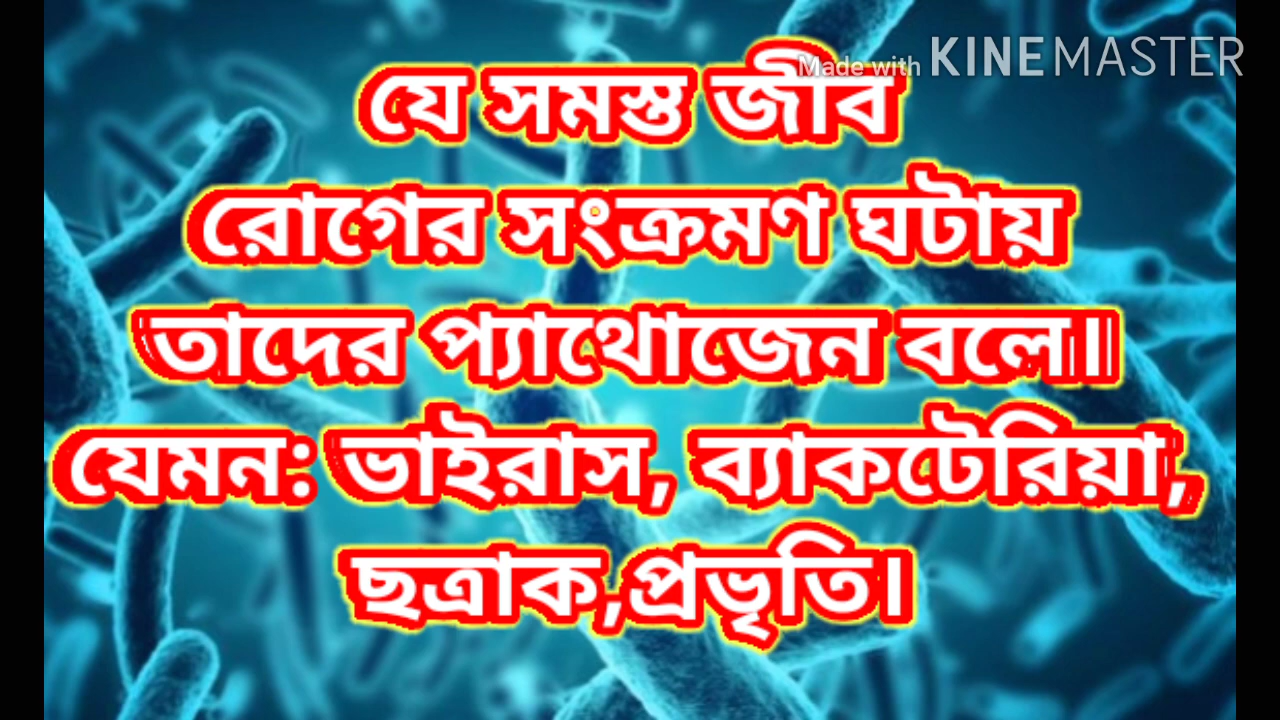 Made with KINEMASTER
যে সমস্ত জীব
রোগের সংক্রমণ ঘটায়
তাদের প্যাথোজেন বলে॥
যেমন: ভাইরাস, ব্যাকটেরিয়া,
ছত্রাক,প্রভৃতি।